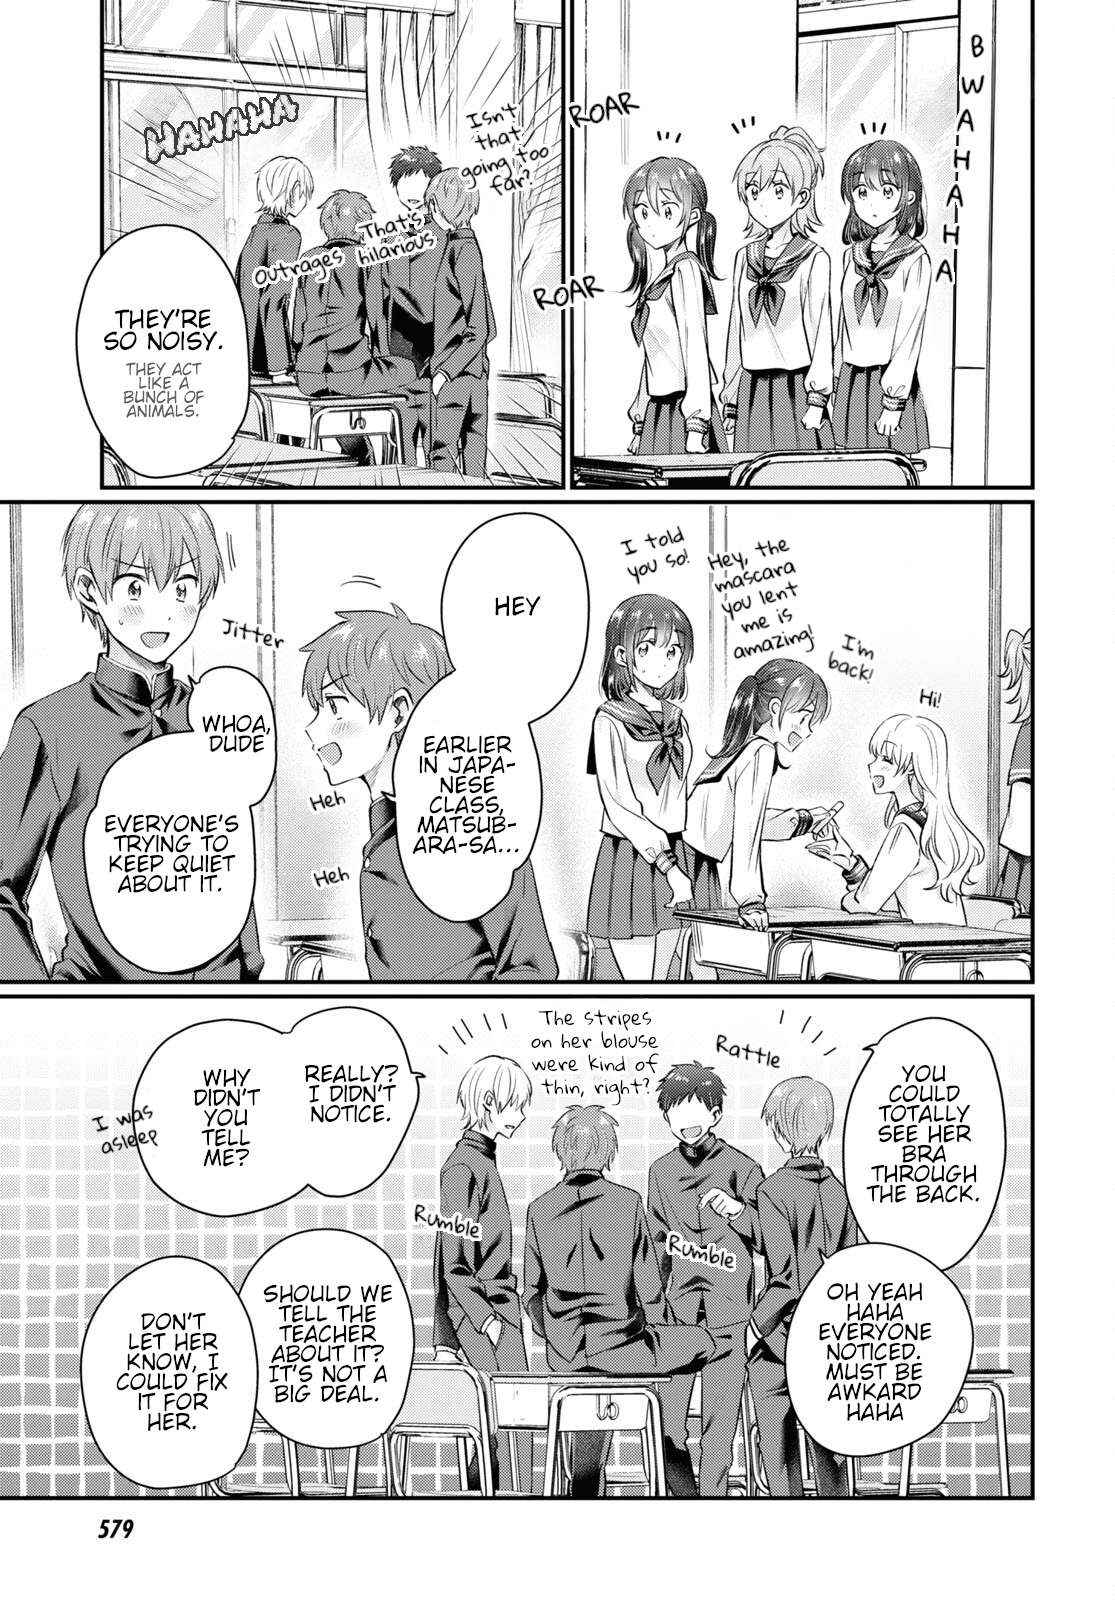 BWAHAHAHA
ROAR
ROAR
HAHAHA
Isn't
that
going too
far?
That's
hilarious
Outrages
THEY'RE
SO NOISY.
THEY ACT
LIKE A
BUNCH OF
ANIMALS.
Hi!
I'm
back!
Hey, the
mascara
you lent
me is
amazing!
I told
you so!
HEY
EARLIER
IN JAPA-
NESE
CLASS,
MATSUB-
ARA-SA...
Jitter
Heh
Heh
WHOA,
DUDE
EVERYONE'S
TRYING TO
KEEP QUIET
ABOUT IT.
YOU
COULD
TOTALLY
SEE HER
BRA
THROUGH
THE BACK.
OH YEAH
HAHA
EVERYONE
NOTICED.
MUST BE
AWKARD
HAHA
Rattle
The stripes
on her blouse
were kind of
thin, right?
Rumble
Rumble
REALLY?
I DIDN'T
NOTICE.
WHY
DIDN'T
YOU
TELL
ME?
I was
asleep
SHOULD WE
TELL THE
TEACHER
ABOUT IT?
IT'S NOT A
BIG DEAL.
DON'T
LET HER
KNOW, I
COULD FIX
IT FOR
HER.
579